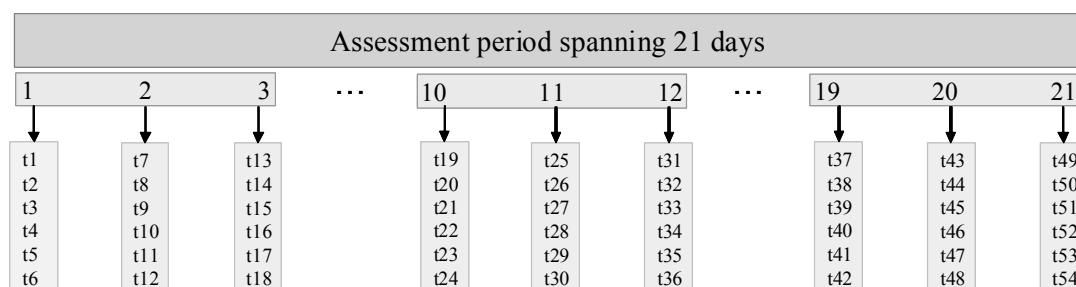 Assessment period spanning 21 days
1 2 3 ... 10 11 12 ... 19 20 21
t1 t7 t13 t19 t25 t31 t37 t43 t49
t2 t8 t14 t20 t26 t32 t38 t44 t50
t3 t9 t15 t21 t27 t33 t39 t45 t51
t4 t10 t16 t22 t28 t34 t40 t46 t52
t5 t11 t17 t23 t29 t35 t41 t47 t53
t6 t12 t18 t24 t30 t36 t42 t48 t54